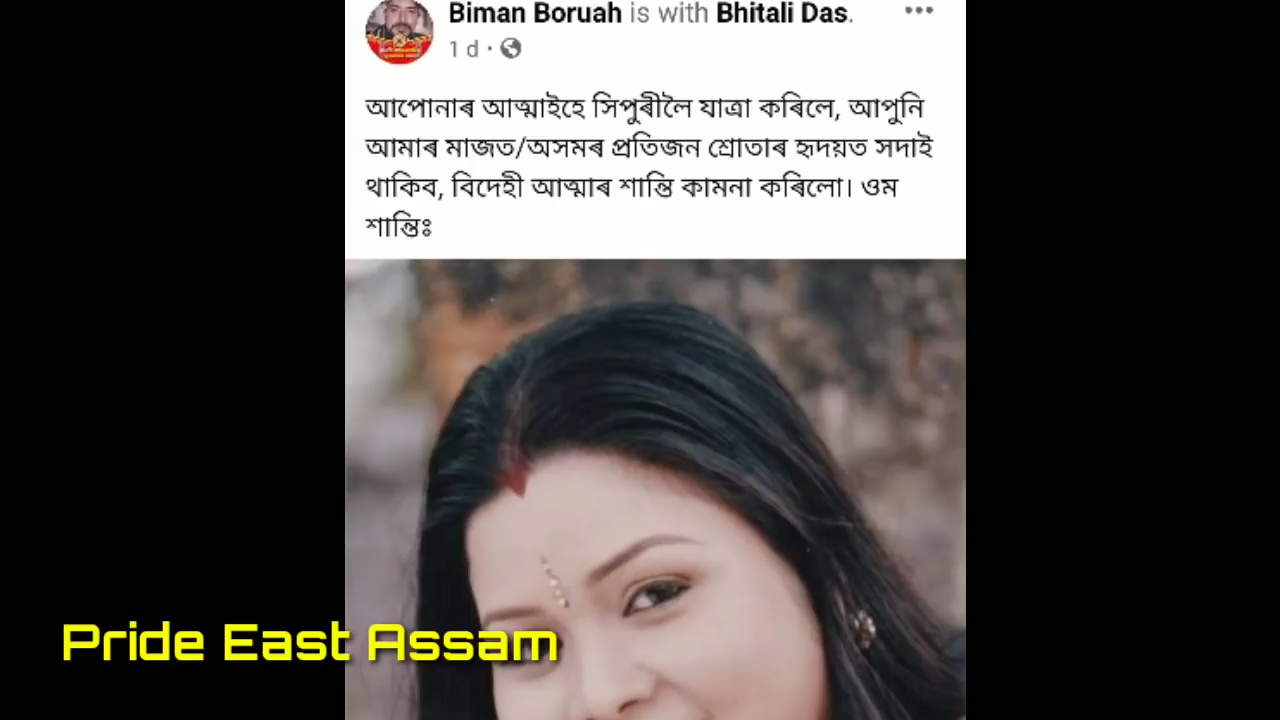 Biman Boruah is with Bhitali Das.
1 d ·
আপোনাৰ আত্মাইহে সিপুৰীলৈ যাত্ৰা কৰিলে, আপুনি
আমাৰ মাজত/অসমৰ প্ৰতিজন শ্ৰোতাৰ হৃদয়ত সদাই
থাকিব, বিদেহী আত্মাৰ শান্তি কামনা কৰিলো। ওম
শান্তিঃ
Pride East Assam